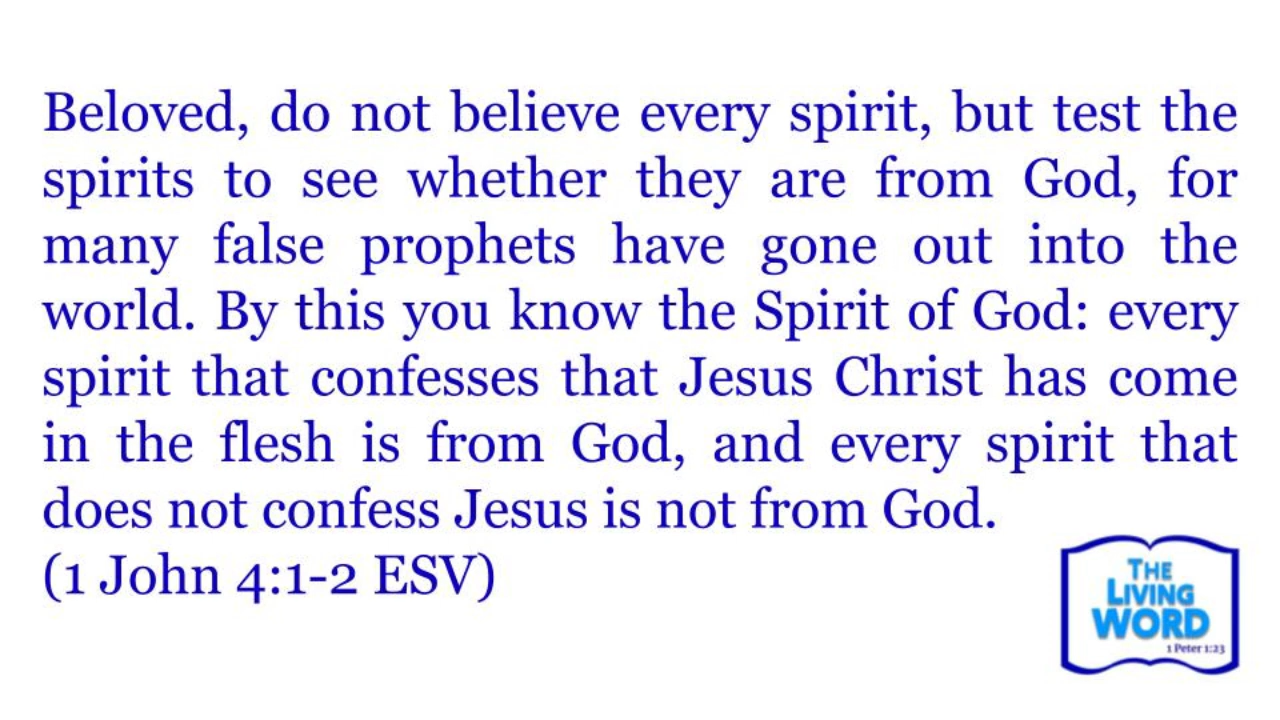 Beloved, do not believe every spirit, but test the
spirits to see whether they are from God, for
many false prophets have gone out into the
world. By this you know the Spirit of God: every
spirit that confesses that Jesus Christ has come
in the flesh is from God, and every spirit that
does not confess Jesus is not from God.
(1 John 4:1-2 ESV)
THE
LIVING
WORD
1 Peter 1:23